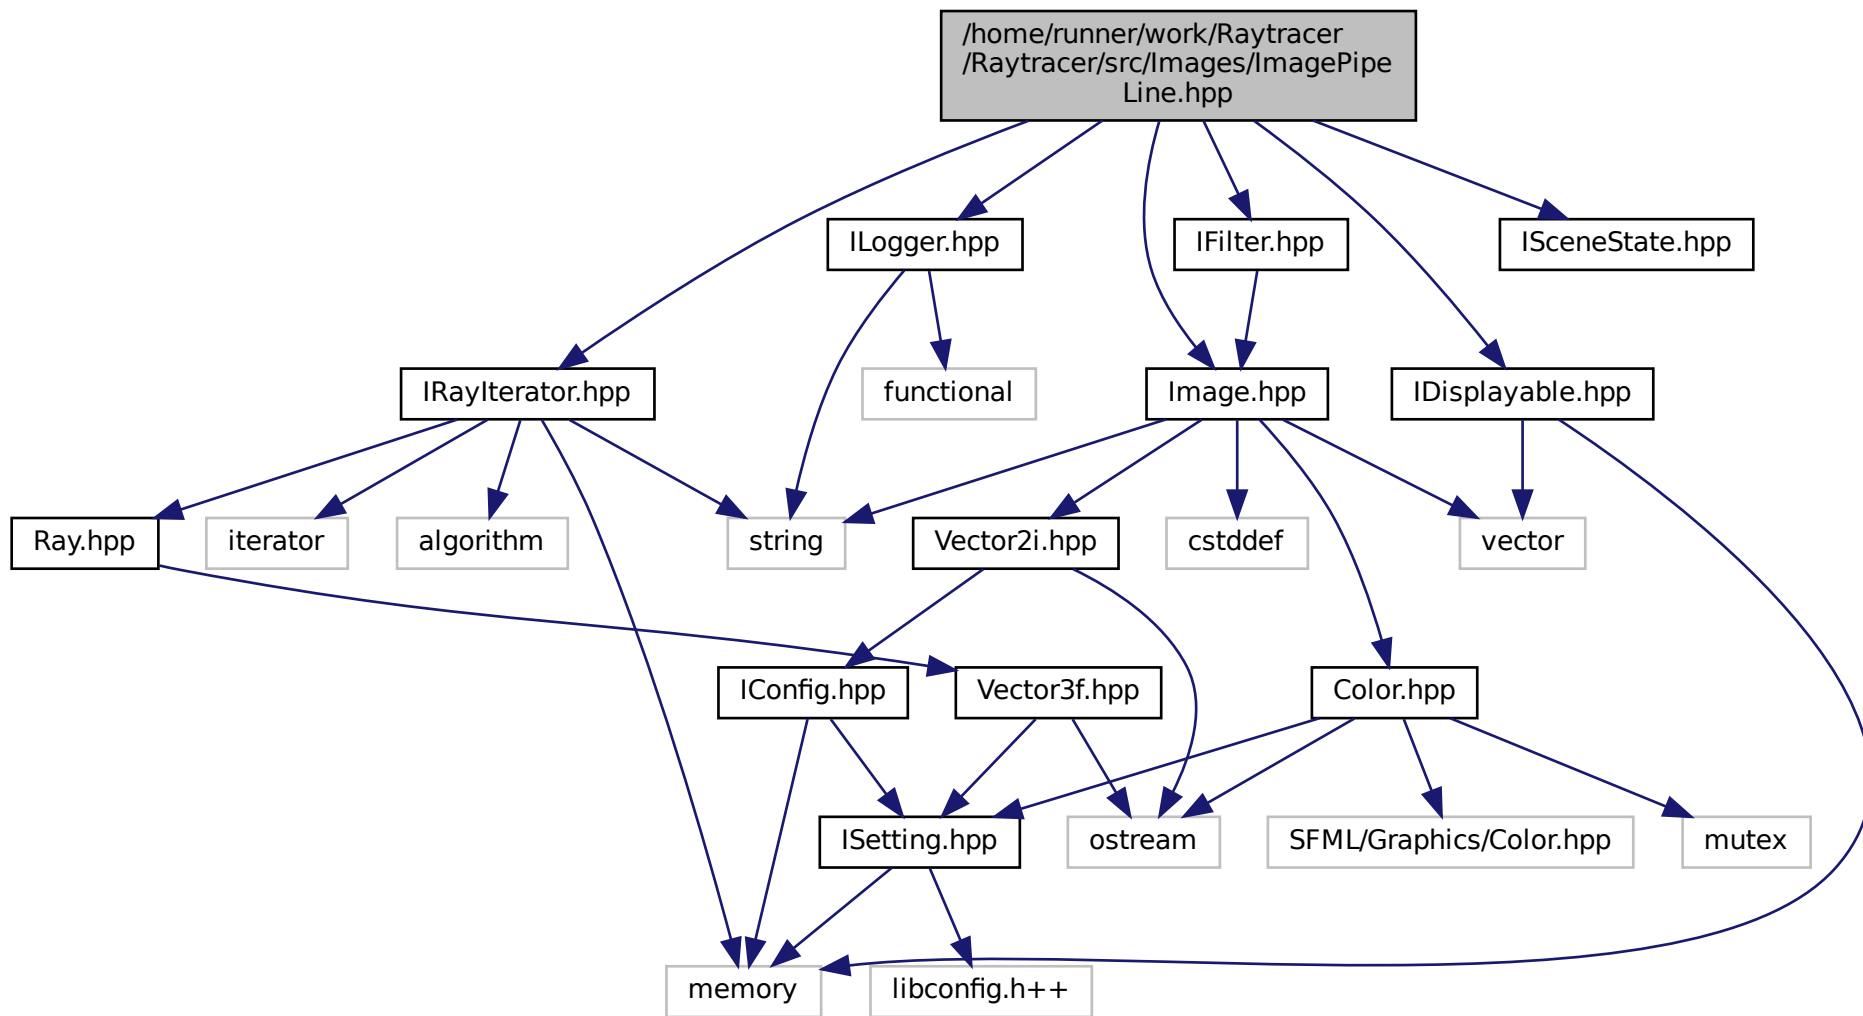 /home/runner/work/Raytracer
/Raytracer/src/Images/ImagePipe
Line.hpp
ILogger.hpp
IFilter.hpp
ISceneState.hpp
IRayIterator.hpp
functional
Image.hpp
IDisplayable.hpp
Ray.hpp
iterator
algorithm
string
Vector2i.hpp
cstddef
vector
IConfig.hpp
Vector3f.hpp
Color.hpp
ISetting.hpp
ostream
SFML/Graphics/Color.hpp
mutex
memory
libconfig.h++